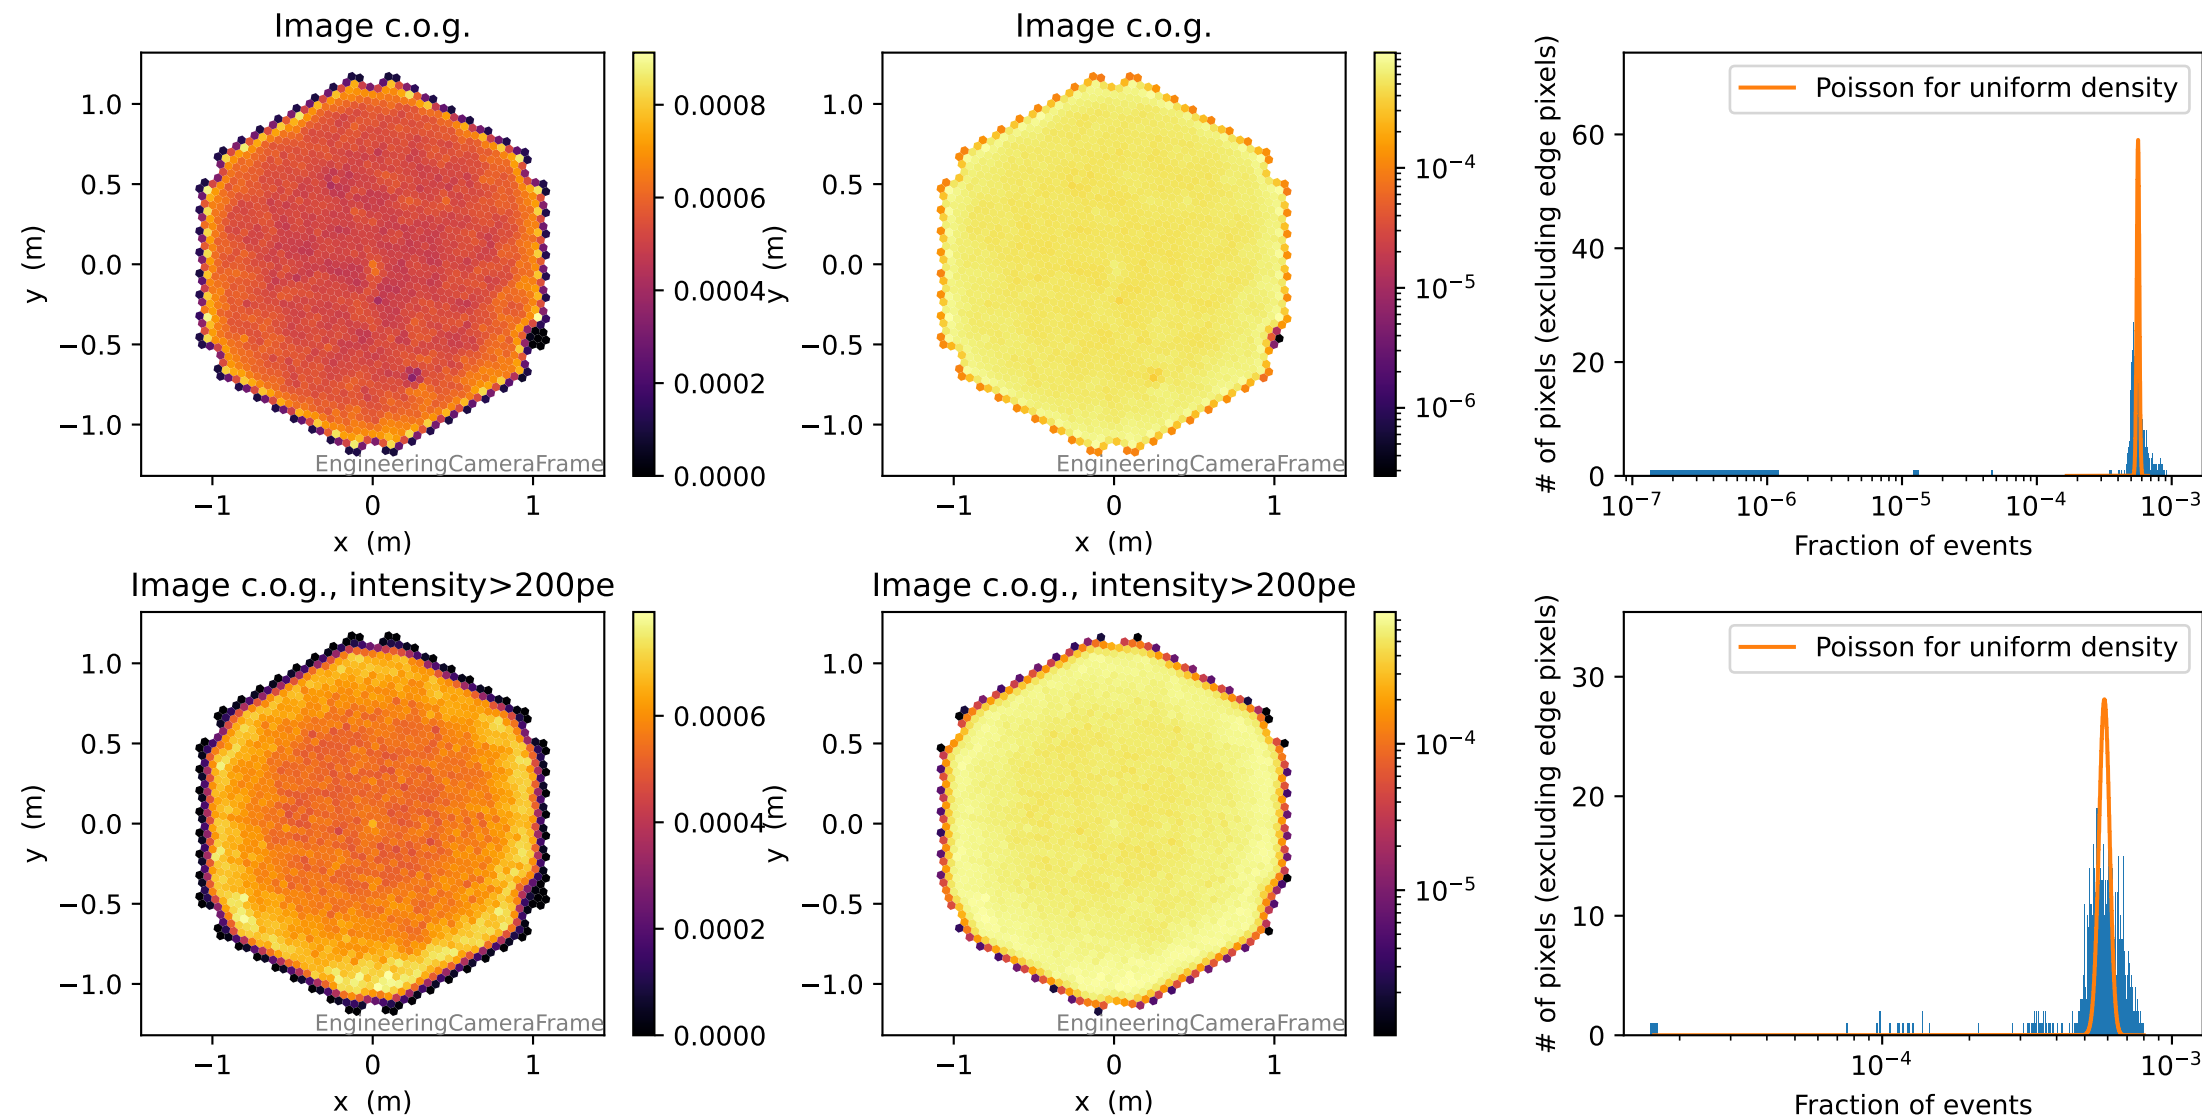 Image c.o.g.
1.0
0.5
0.0
−0.5
−1.0
y (m)
−1
0
1
x (m)
EngineeringCameraFrame
0.0008
0.0006
0.0004
0.0002
0.0000
Image c.o.g.
1.0
0.5
0.0
−0.5
−1.0
y (m)
−1
0
1
x (m)
EngineeringCameraFrame
10⁻⁴
10⁻⁵
10⁻⁶
# of pixels (excluding edge pixels)
60
40
20
0
Poisson for uniform density
10⁻⁷
10⁻⁶
10⁻⁵
10⁻⁴
10⁻³
Fraction of events
Image c.o.g., intensity>200pe
1.0
0.5
0.0
−0.5
−1.0
y (m)
−1
0
1
x (m)
EngineeringCameraFrame
0.0006
0.0004
0.0002
0.0000
Image c.o.g., intensity>200pe
1.0
0.5
0.0
−0.5
−1.0
y (m)
−1
0
1
x (m)
EngineeringCameraFrame
10⁻⁴
10⁻⁵
# of pixels (excluding edge pixels)
30
20
10
0
Poisson for uniform density
10⁻⁴
10⁻³
Fraction of events